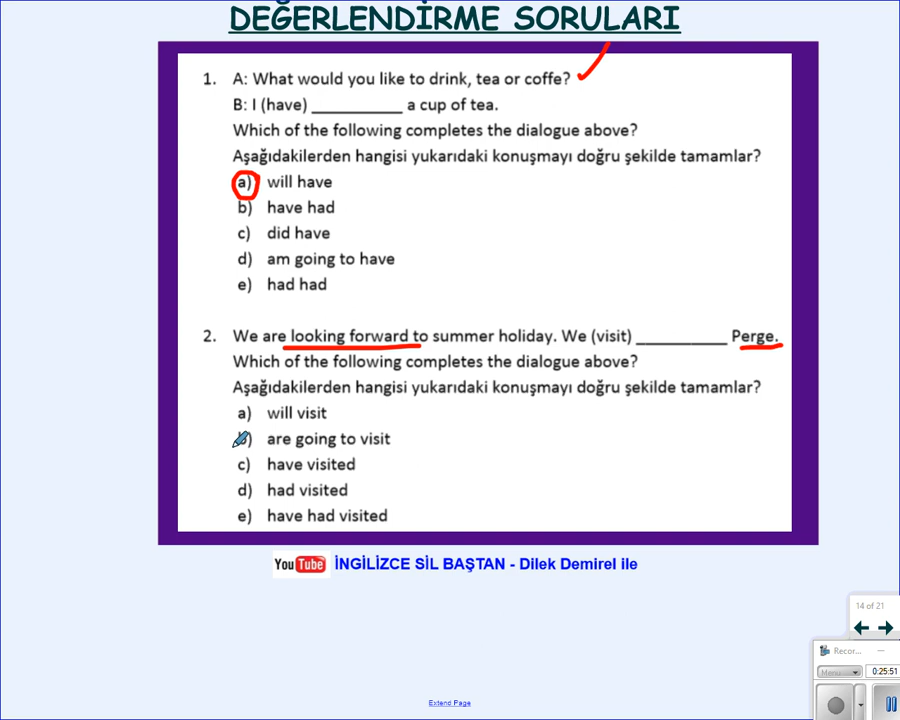 DEĞERLENDİRME SORULARI
1. A: What would you like to drink, tea or coffe?
B: I (have) __________ a cup of tea.
Which of the following completes the dialogue above?
Aşağıdakilerden hangisi yukarıdaki konuşmayı doğru şekilde tamamlar?
a) will have
b) have had
c) did have
d) am going to have
e) had had
2. We are looking forward to summer holiday. We (visit) __________ Perge.
Which of the following completes the dialogue above?
Aşağıdakilerden hangisi yukarıdaki konuşmayı doğru şekilde tamamlar?
a) will visit
b) are going to visit
c) have visited
d) had visited
e) have had visited
YouTube İNGİLİZCE SİL BAŞTAN - Dilek Demirel ile
14 of 21
Recor...
Menu
0:25:51
Extend Page